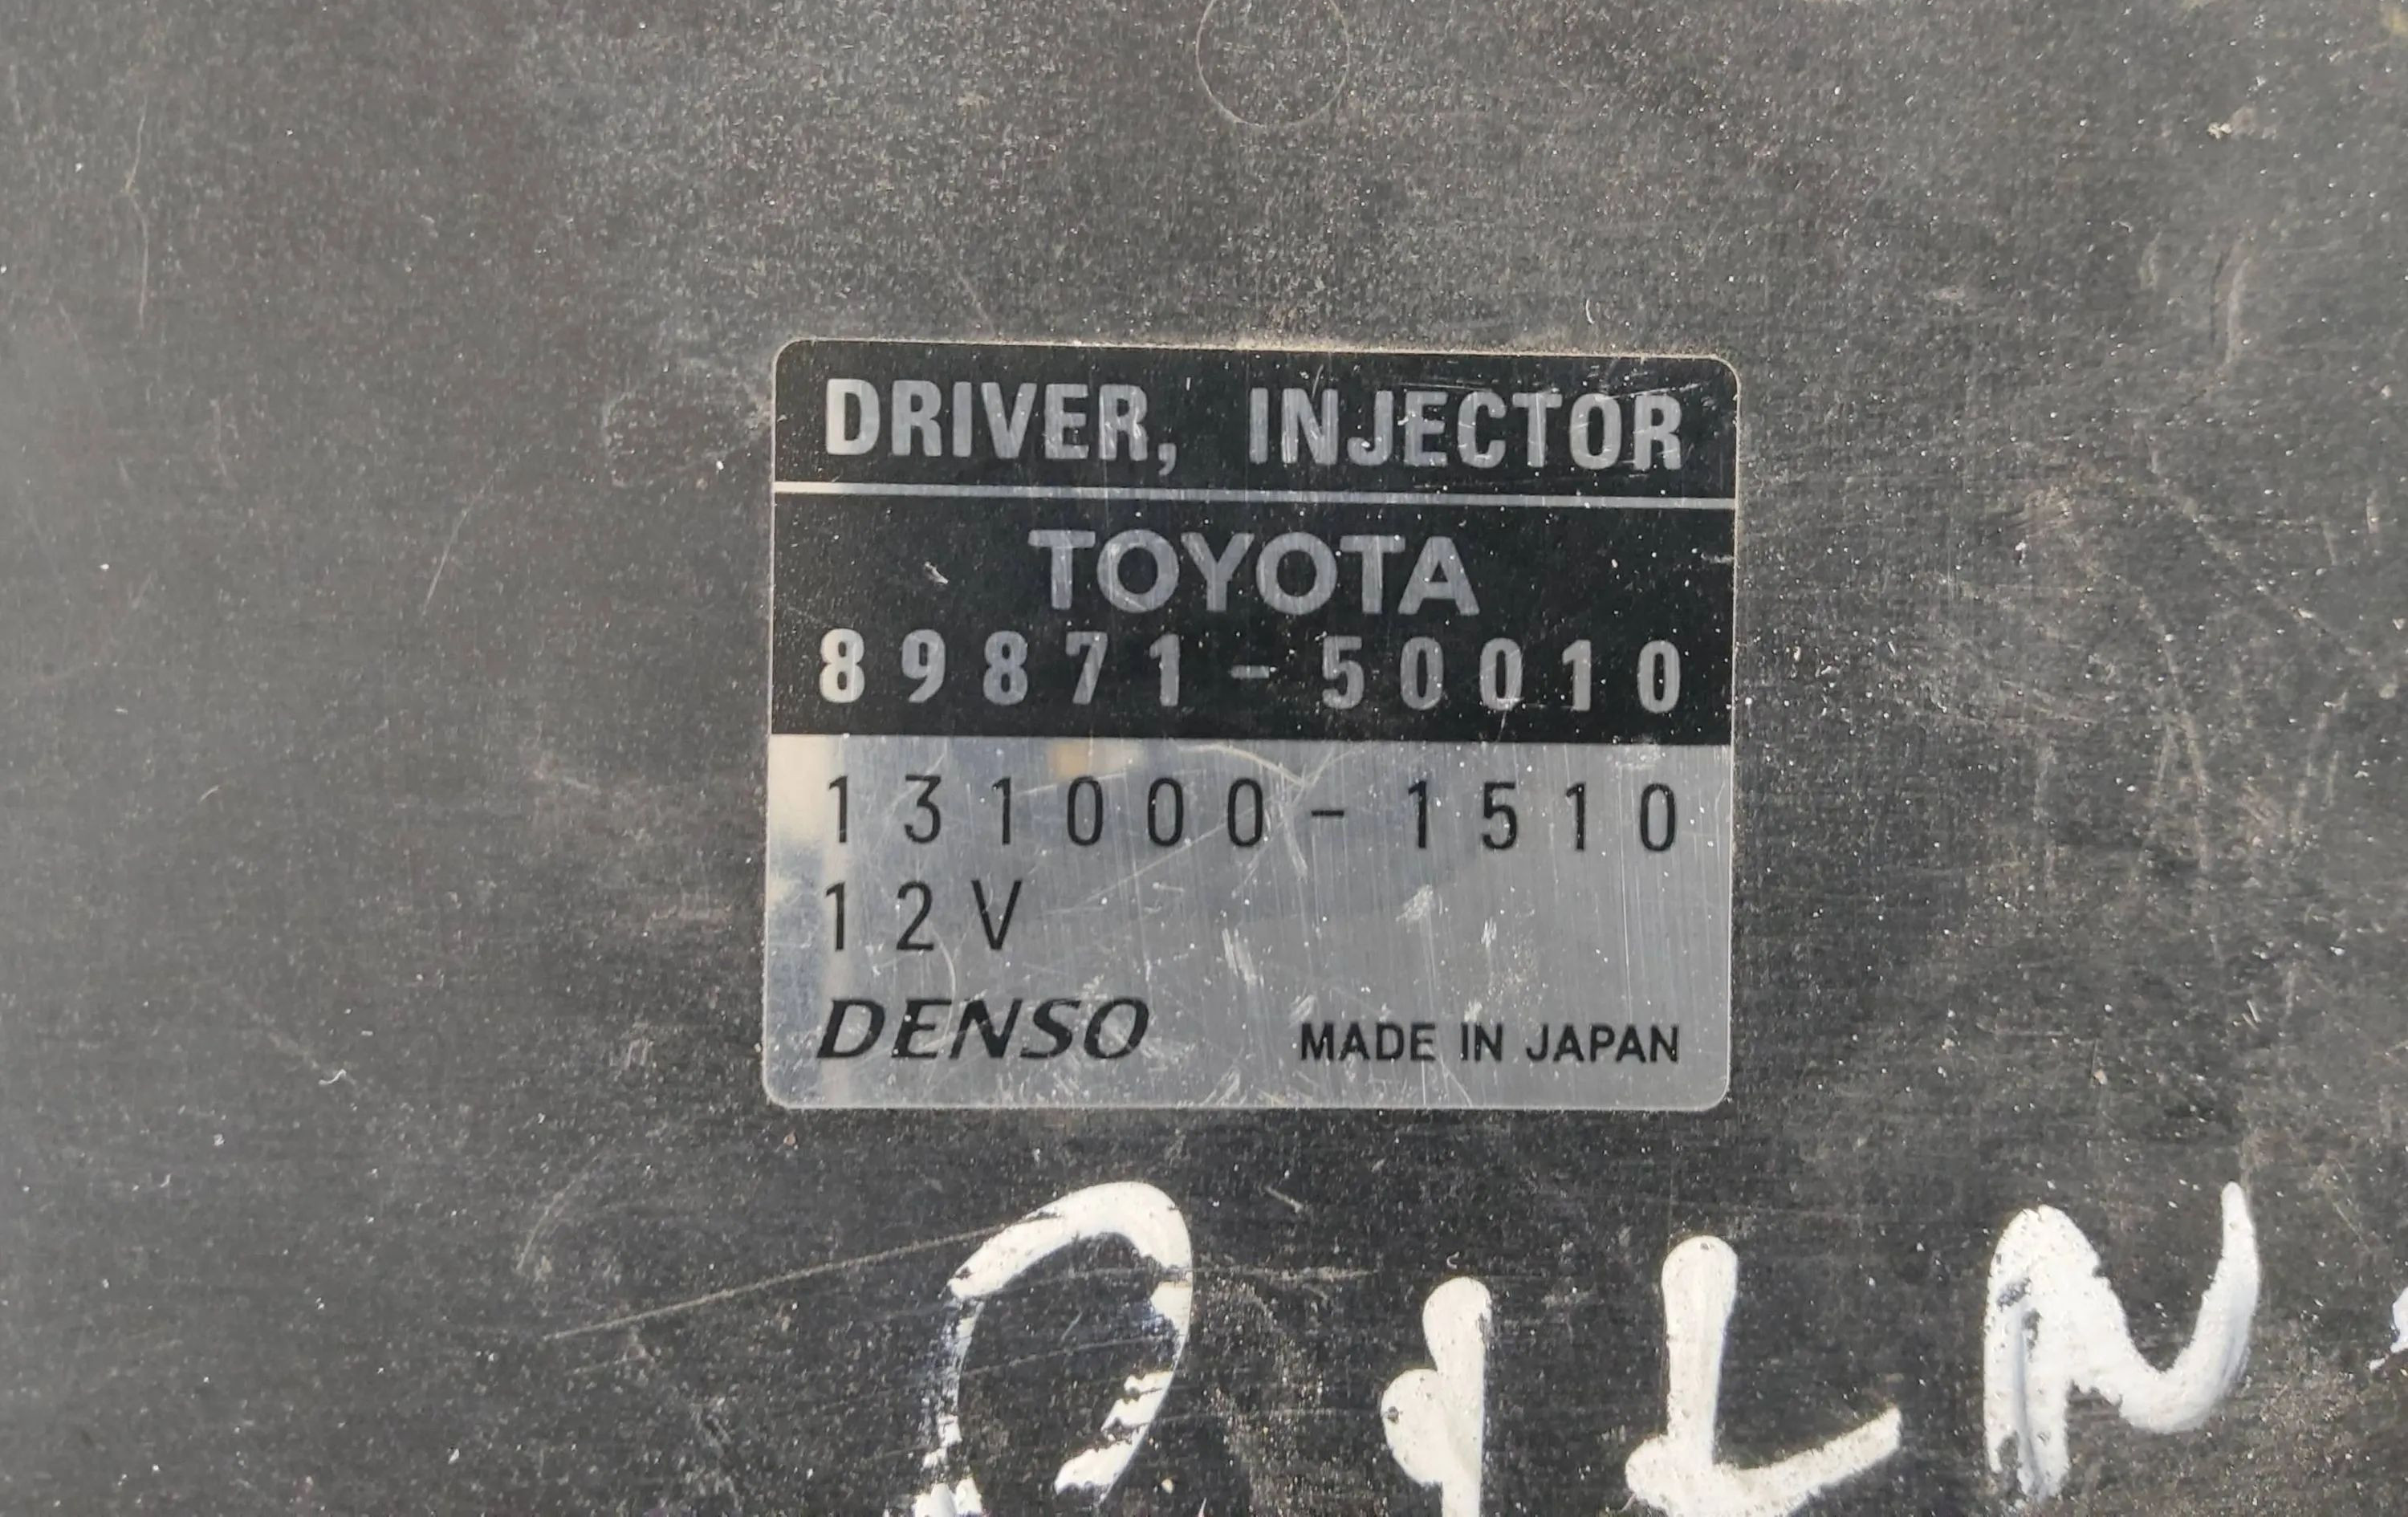 DRIVER, INJECTOR
TOYOTA
89871-50010
131000-1510
12V
DENSO MADE IN JAPAN